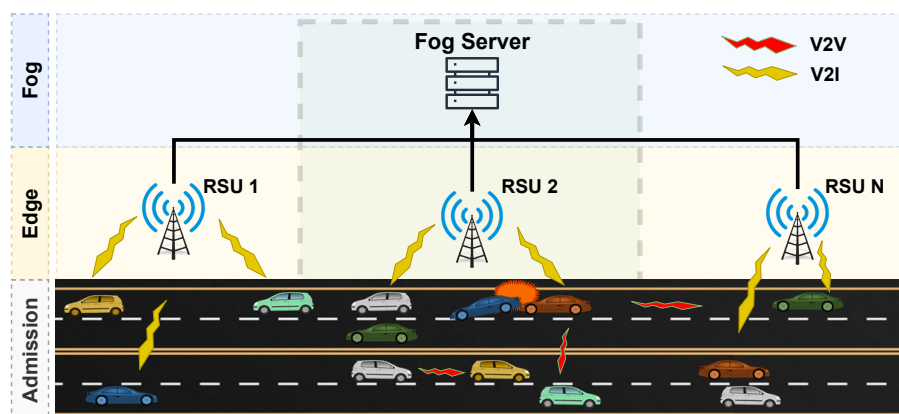 Fog Server
V2V
V2I
Fog
RSU 1
RSU 2
RSU N
Edge
Admission